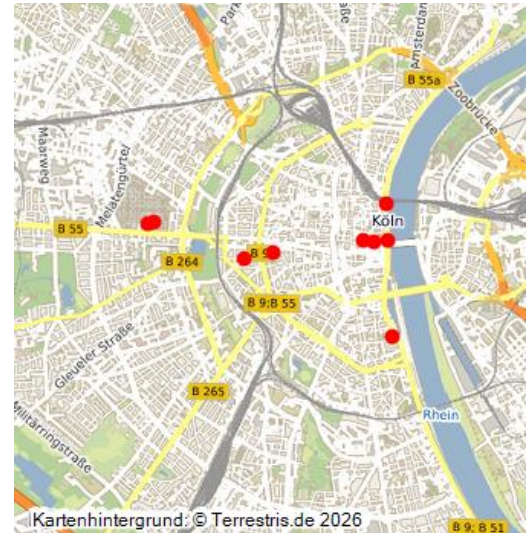 Park
straße
Amsterdam
B 55a
Zoobrücke
Maarweg
Melatengürtel
Köln
B 55
B 9
B 264
B 9;B 55
Gleueler Straße
B 265
Rhein
Militärringstraße
Kartenhintergrund: © Terrestris.de 2026
B 9; B 51